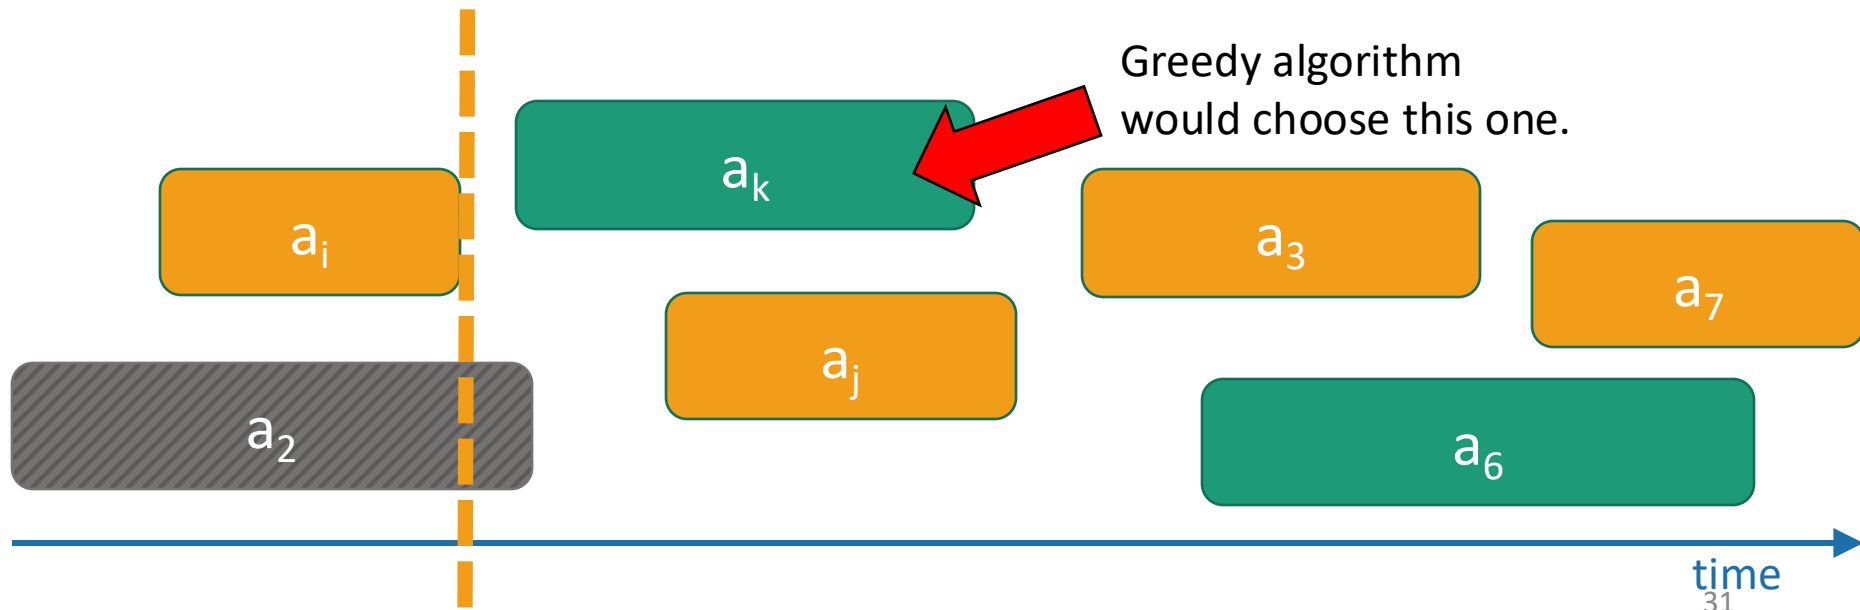 Greedy algorithm
would choose this one.
aₖ
aᵢ
a₃
a₇
aⱼ
a₂
a₆
time
31